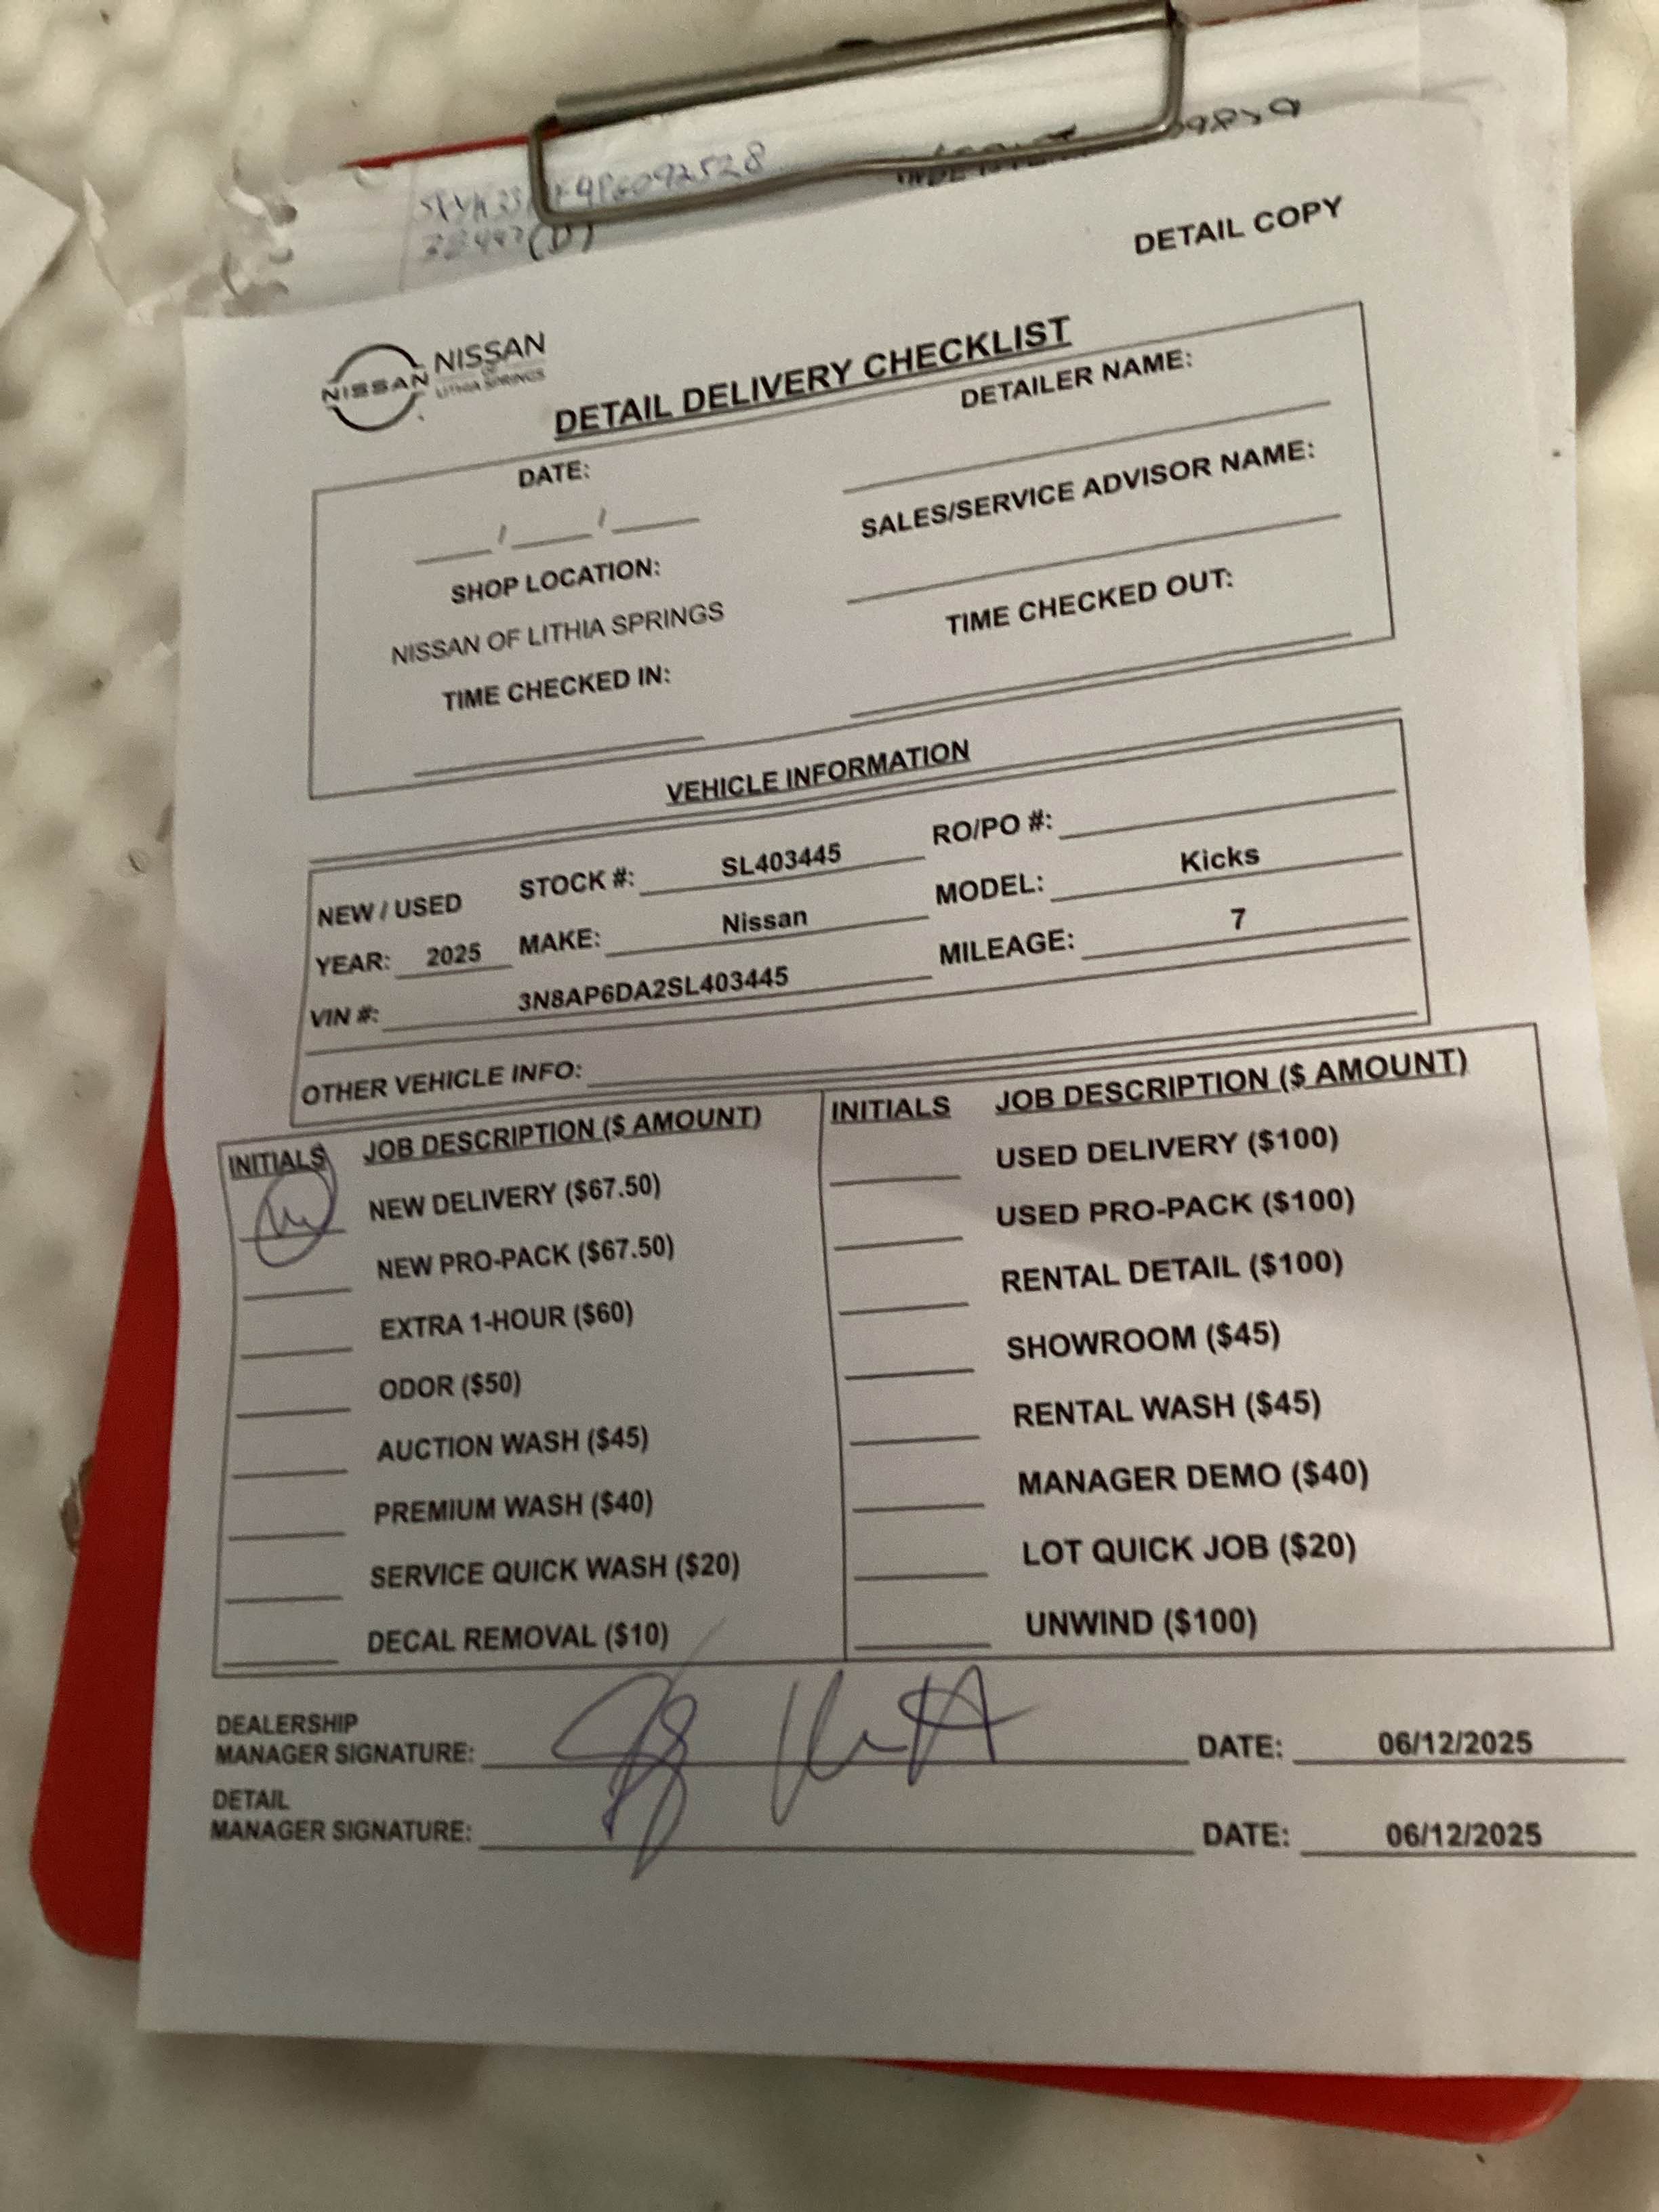 DETAIL COPY
NISSAN
NISSAN
OF
LITHIA SPRINGS
DETAIL DELIVERY CHECKLIST
DATE:
___/___/___
SHOP LOCATION:
NISSAN OF LITHIA SPRINGS
TIME CHECKED IN:
DETAILER NAME:
SALES/SERVICE ADVISOR NAME:
TIME CHECKED OUT:
VEHICLE INFORMATION
NEW / USED STOCK #: SL403445 RO/PO #:
YEAR: 2025 MAKE: Nissan MODEL: Kicks
VIN #: 3N8AP6DA2SL403445 MILEAGE: 7
OTHER VEHICLE INFO:
INITIALS JOB DESCRIPTION ($ AMOUNT)
NEW DELIVERY ($67.50)
NEW PRO-PACK ($67.50)
EXTRA 1-HOUR ($60)
ODOR ($50)
AUCTION WASH ($45)
PREMIUM WASH ($40)
SERVICE QUICK WASH ($20)
DECAL REMOVAL ($10)
INITIALS JOB DESCRIPTION ($ AMOUNT)
USED DELIVERY ($100)
USED PRO-PACK ($100)
RENTAL DETAIL ($100)
SHOWROOM ($45)
RENTAL WASH ($45)
MANAGER DEMO ($40)
LOT QUICK JOB ($20)
UNWIND ($100)
DEALERSHIP
MANAGER SIGNATURE: DATE: 06/12/2025
DETAIL
MANAGER SIGNATURE: DATE: 06/12/2025